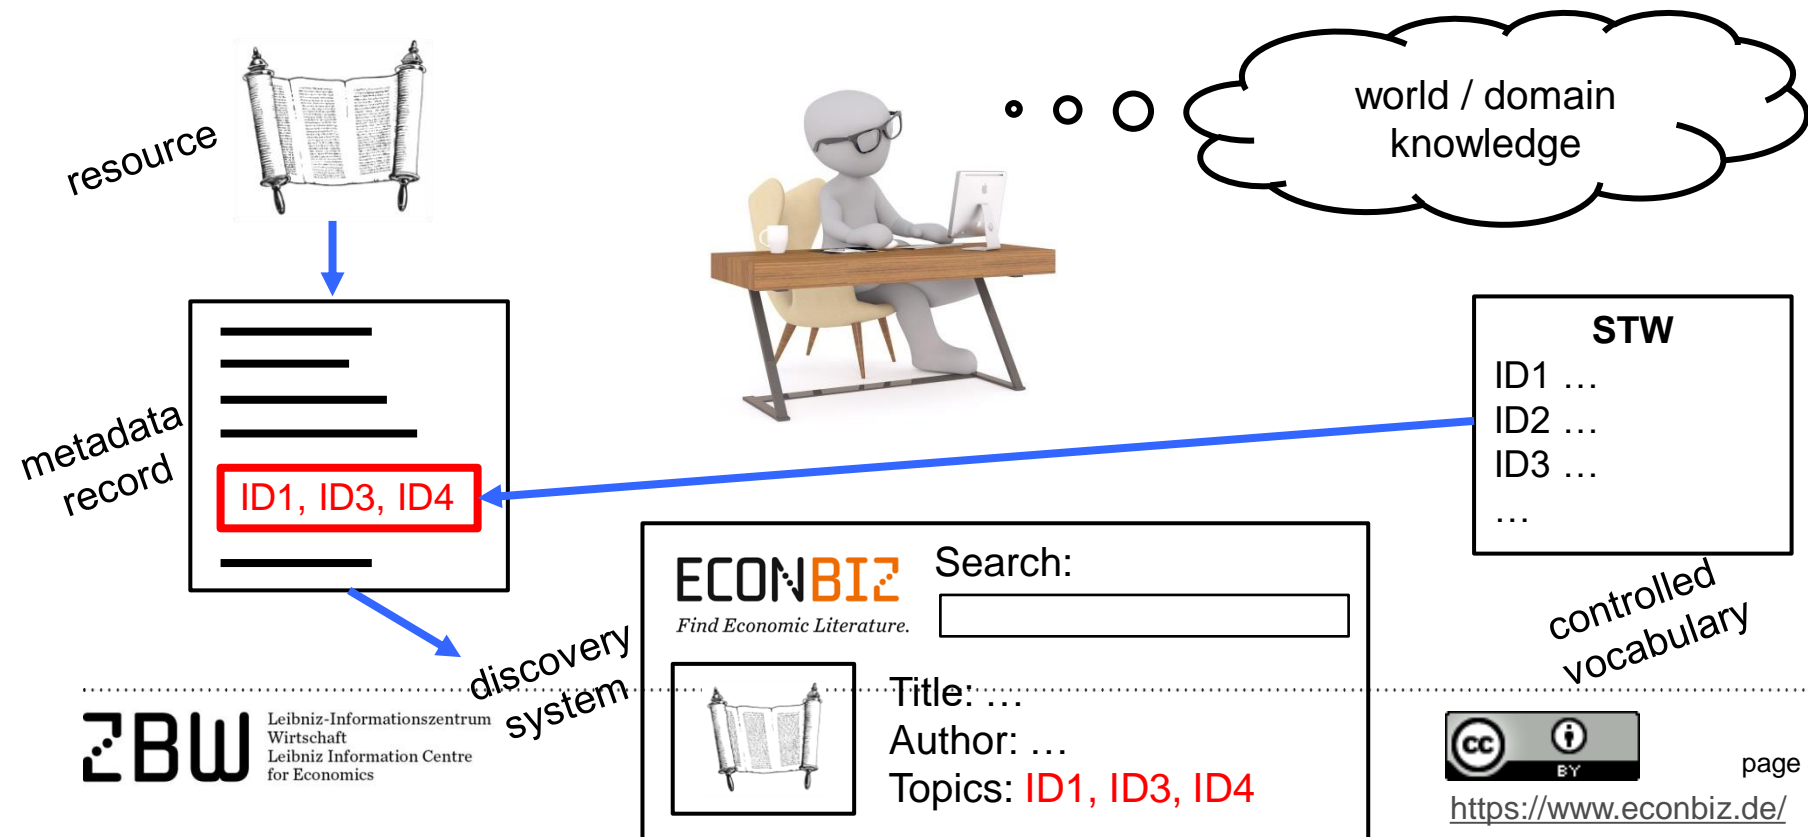 resource
world / domain
knowledge
metadata
record
ID1, ID3, ID4
STW
ID1 …
ID2 …
ID3 …
…
controlled
vocabulary
discovery
system
ECONBIZ
Find Economic Literature.
Search:
Title: …
Author: …
Topics: ID1, ID3, ID4
ZBW
Leibniz-Informationszentrum
Wirtschaft
Leibniz Information Centre
for Economics
cc
BY
page
https://www.econbiz.de/